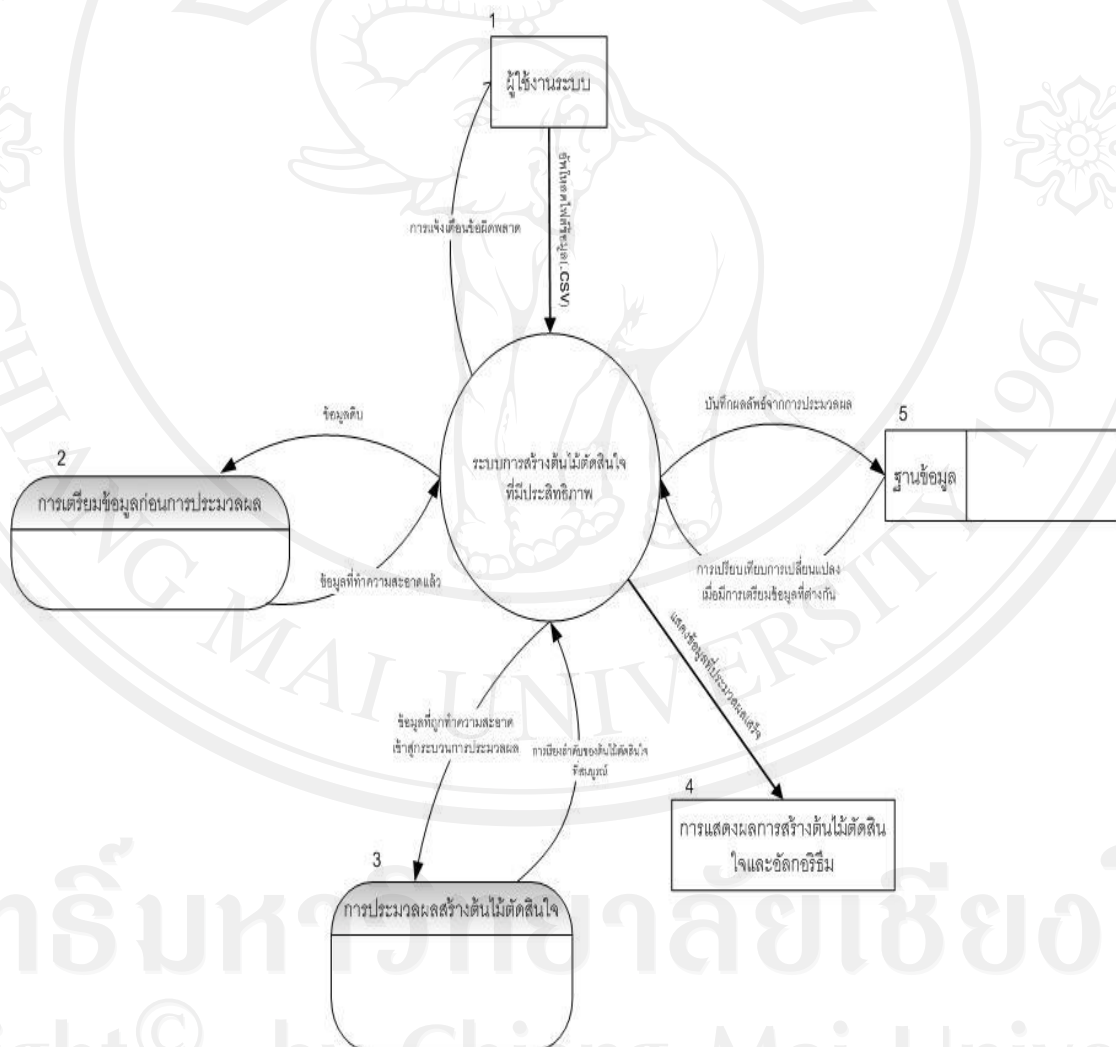 1
ผู้ใช้งานระบบ
อัพโหลดไฟล์ข้อมูล(.CSV)
การแจ้งเตือนข้อผิดพลาด
ข้อมูลดิบ
บันทึกผลลัพธ์จากการประมวลผล
2
การเตรียมข้อมูลก่อนการประมวลผล
ระบบการสร้างต้นไม้ตัดสินใจ
ที่มีประสิทธิภาพ
5
ฐานข้อมูล
ข้อมูลที่ทำความสะอาดแล้ว
การเปรียบเทียบการเปลี่ยนแปลง
เมื่อมีการเตรียมข้อมูลที่ต่างกัน
แสดงข้อมูลที่ประมวลผลเสร็จ
ข้อมูลที่ถูกทำความสะอาด
เข้าสู่กระบวนการประมวลผล
การเรียงลำดับของต้นไม้ตัดสินใจ
ที่สมบูรณ์
4
การแสดงผลการสร้างต้นไม้ตัดสิน
ใจและอัลกอริธึม
3
การประมวลผลสร้างต้นไม้ตัดสินใจ
CHIANG MAI UNIVERSITY 1964
มหาวิทยาลัย
© by Chiang Mai